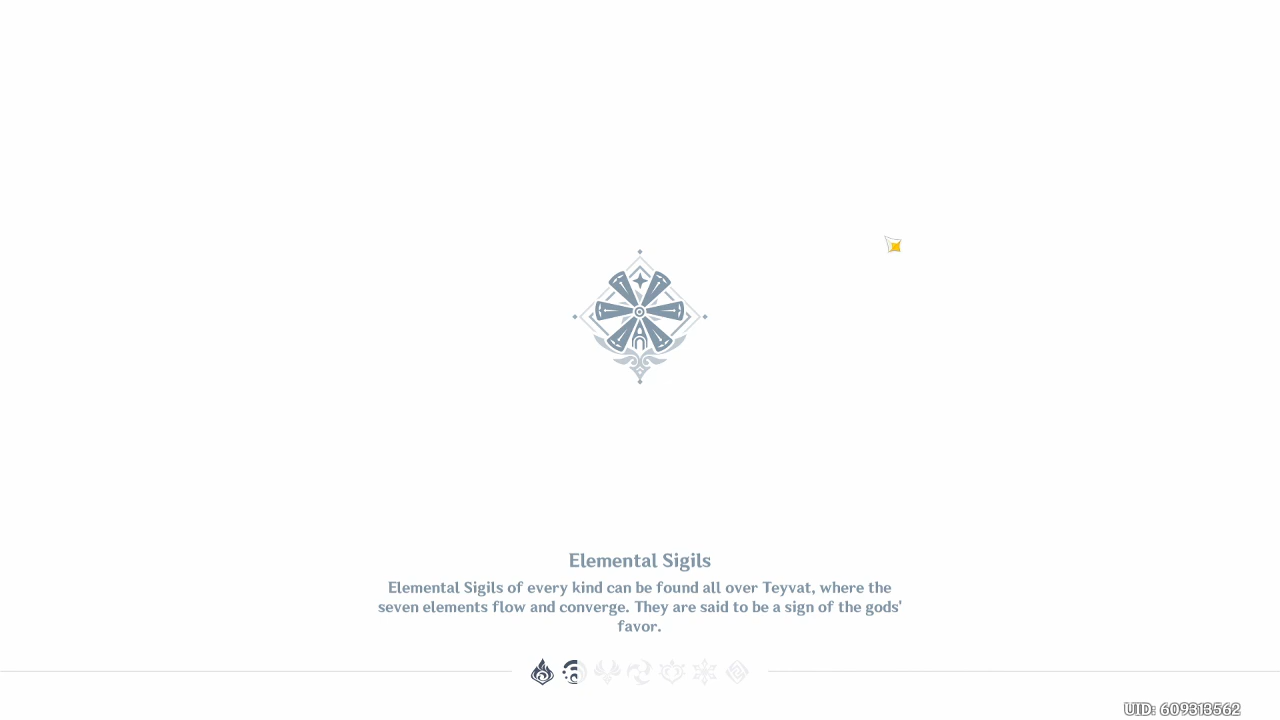 Elemental Sigils
Elemental Sigils of every kind can be found all over Teyvat, where the
seven elements flow and converge. They are said to be a sign of the gods'
favor.
UID: 609313562